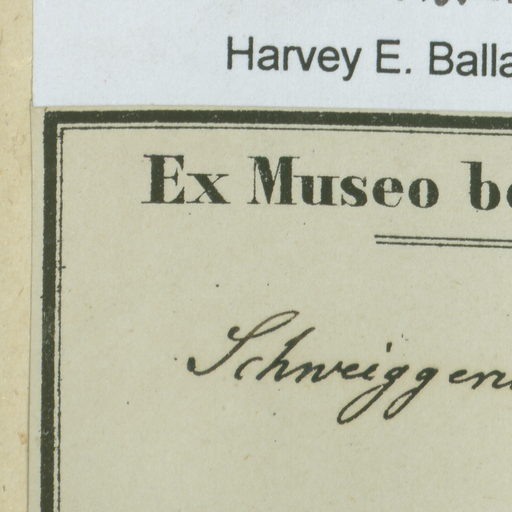 Harvey E. Balla
Ex Museo b
Schweiggen